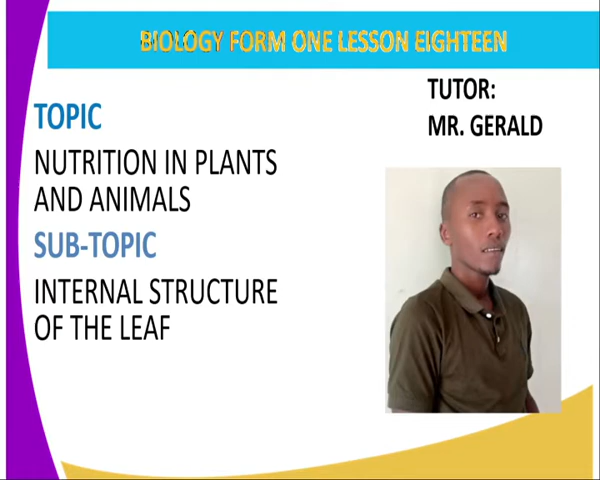 BIOLOGY FORM ONE LESSON EIGHTEEN
TUTOR:
MR. GERALD
TOPIC
NUTRITION IN PLANTS
AND ANIMALS
SUB-TOPIC
INTERNAL STRUCTURE
OF THE LEAF